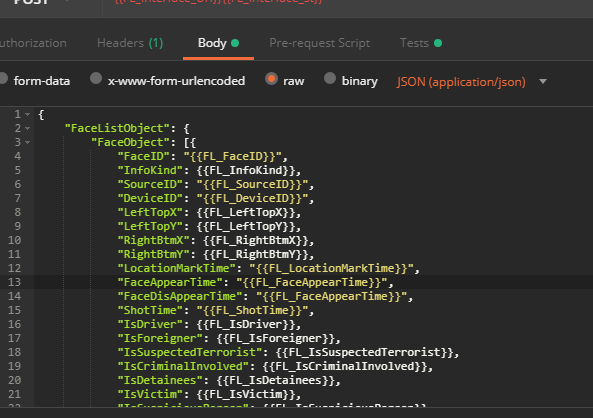 POST
{{FL_Interface_Url}}{{FL_Interface_st}}
uthorization Headers (1) Body Pre-request Script Tests
form-data x-www-form-urlencoded raw binary JSON (application/json)
1 {
2 "FaceListObject": {
3 "FaceObject": [{
4 "FaceID": "{{FL_FaceID}}",
5 "InfoKind": {{FL_InfoKind}},
6 "SourceID": "{{FL_SourceID}}",
7 "DeviceID": "{{FL_DeviceID}}",
8 "LeftTopX": {{FL_LeftTopX}},
9 "LeftTopY": {{FL_LeftTopY}},
10 "RightBtmX": {{FL_RightBtmX}},
11 "RightBtmY": {{FL_RightBtmY}},
12 "LocationMarkTime": "{{FL_LocationMarkTime}}",
13 "FaceAppearTime": "{{FL_FaceAppearTime}}",
14 "FaceDisAppearTime": "{{FL_FaceAppearTime}}",
15 "ShotTime": "{{FL_ShotTime}}",
16 "IsDriver": {{FL_IsDriver}},
17 "IsForeigner": {{FL_IsForeigner}},
18 "IsSuspectedTerrorist": {{FL_IsSuspectedTerrorist}},
19 "IsCriminalInvolved": {{FL_IsCriminalInvolved}},
20 "IsDetainees": {{FL_IsDetainees}},
21 "IsVictim": {{FL_IsVictim}},
22 "IsSuspiciousPerson": {{FL_IsSuspiciousPerson}},